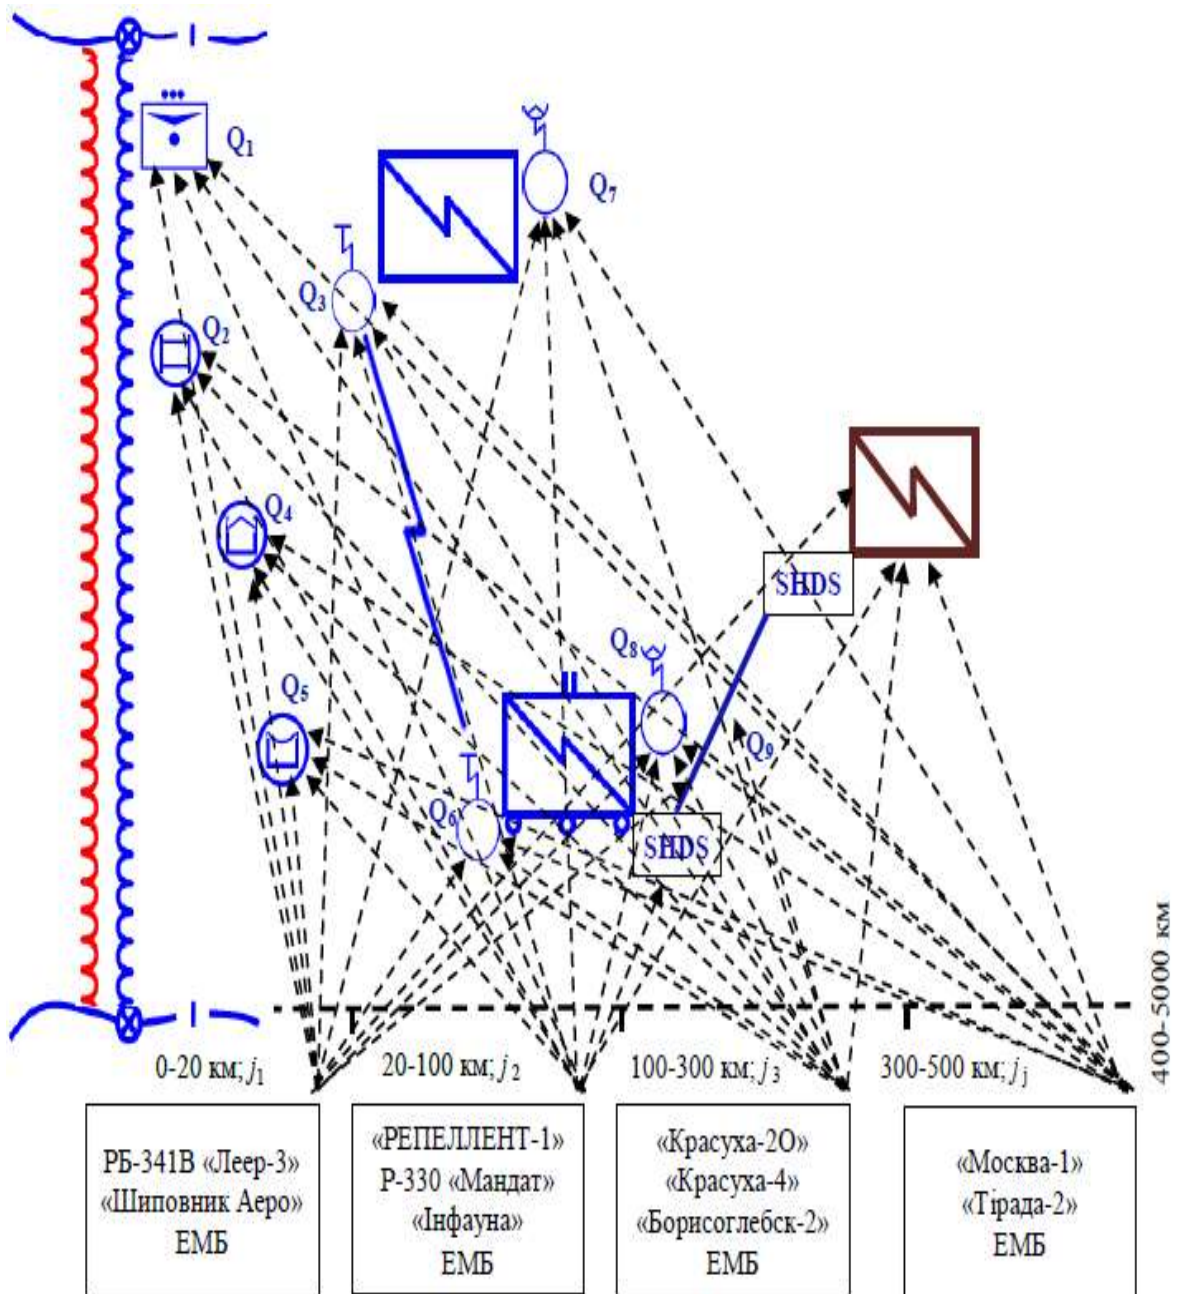 Q1
Q7
Q3
Q2
Q4
SHDS
Q8
Q5
Q9
Q6
SHDS
400-5000 км
0-20 км; j1
20-100 км; j2
100-300 км; j3
300-500 км; jj
РБ-341В «Леер-3»
«Шиповник Аеро»
ЕМБ
«РЕПЕЛЛЕНТ-1»
Р-330 «Мандат»
«Інфауна»
ЕМБ
«Красуха-2О»
«Красуха-4»
«Борисоглебск-2»
ЕМБ
«Москва-1»
«Тірада-2»
ЕМБ